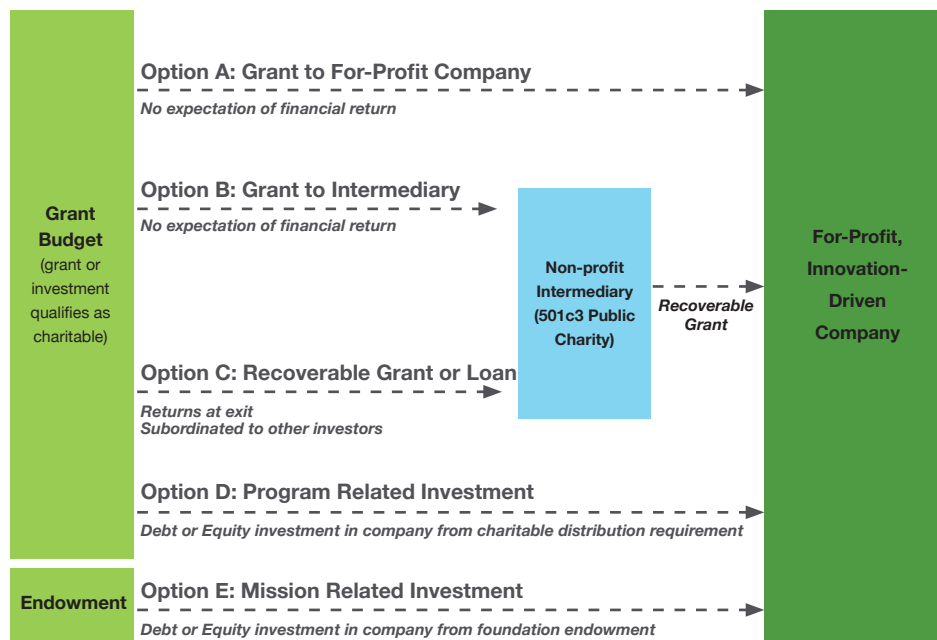 Option A: Grant to For-Profit Company
No expectation of financial return
Option B: Grant to Intermediary
No expectation of financial return
Grant
Budget
(grant or
investment
qualifies as
charitable)
Non-profit
Intermediary
(501c3 Public
Charity)
Recoverable
Grant
For-Profit,
Innovation-
Driven
Company
Option C: Recoverable Grant or Loan
Returns at exit
Subordinated to other investors
Option D: Program Related Investment
Debt or Equity investment in company from charitable distribution requirement
Endowment
Option E: Mission Related Investment
Debt or Equity investment in company from foundation endowment